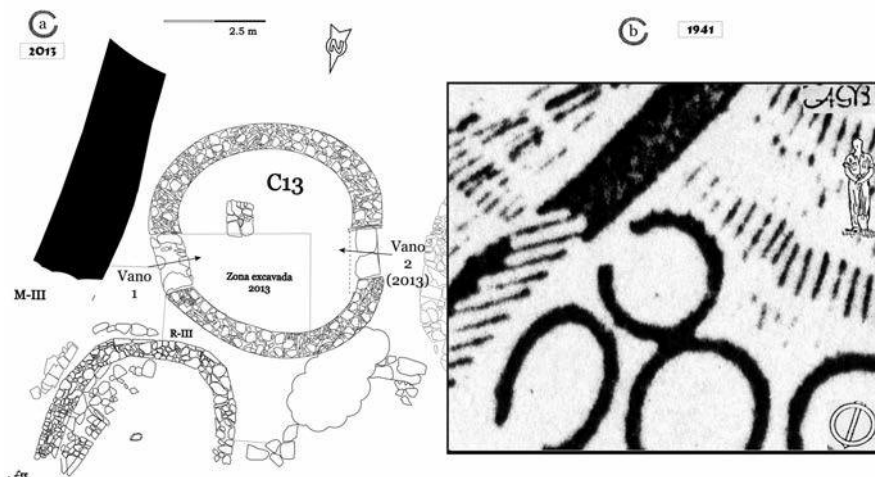 a
2013
2.5 m
N
C13
Vano
1
Zona excavada
2013
Vano
2
(2013)
M-III
R-III
b
1941